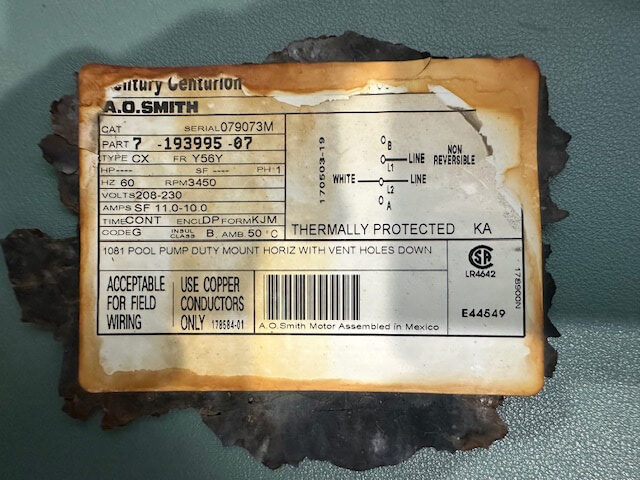 Century Centurion
A.O.SMITH
CAT SERIAL 079073M
PART 7 -193995 -07
TYPE CX FR Y56Y
HP---- SF ---- PH 1
HZ 60 RPM 3450
VOLTS 208-230
AMPS SF 11.0-10.0
TIME CONT ENCL DP FORM KJM
CODE G INSUL CLASS B. AMB. 50 °C
170503-19
B
L1 LINE
WHITE LINE
L2
A
NON
REVERSIBLE
THERMALLY PROTECTED KA
1081 POOL PUMP DUTY MOUNT HORIZ WITH VENT HOLES DOWN
ACCEPTABLE
FOR FIELD
WIRING
USE COPPER
CONDUCTORS
ONLY 178584-01
A.O.Smith Motor Assembled in Mexico
SA
LR4642
E44549
178900N